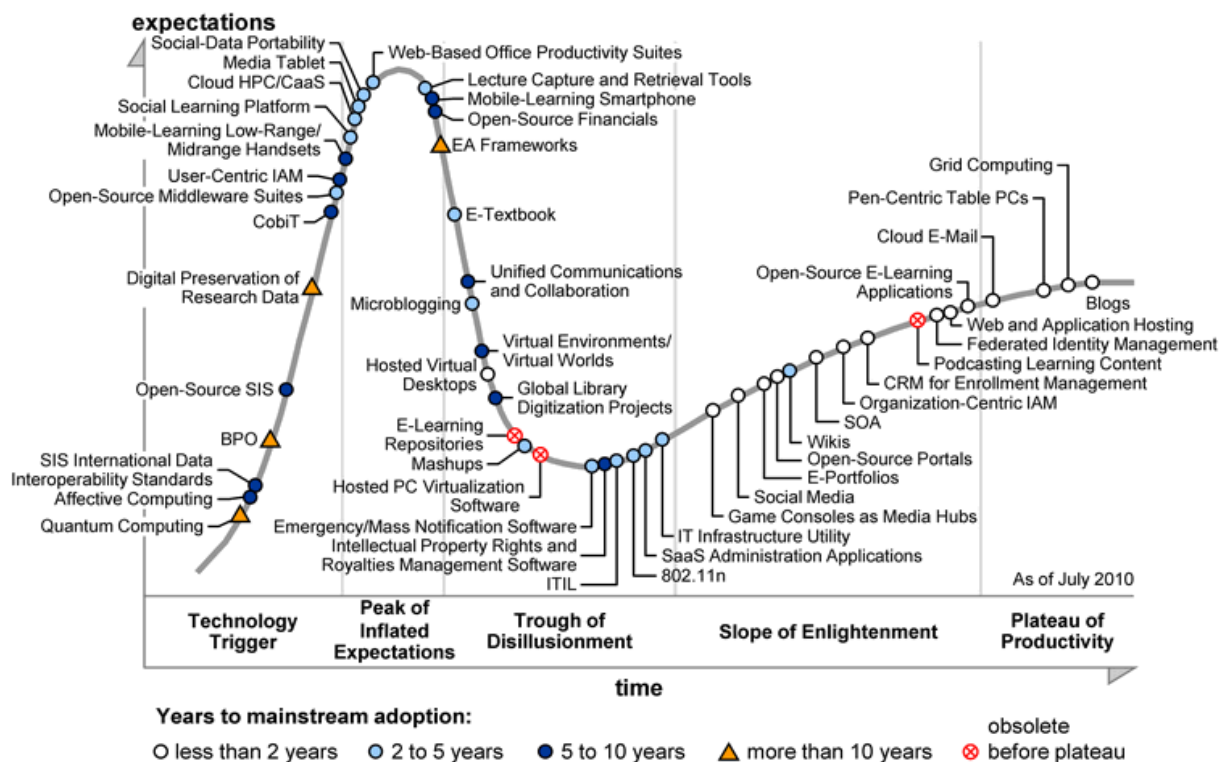 expectations
Social-Data Portability
Media Tablet
Cloud HPC/CaaS
Social Learning Platform
Mobile-Learning Low-Range/
Midrange Handsets
User-Centric IAM
Open-Source Middleware Suites
CobiT
Digital Preservation of
Research Data
Open-Source SIS
BPO
SIS International Data
Interoperability Standards
Affective Computing
Quantum Computing
Web-Based Office Productivity Suites
Lecture Capture and Retrieval Tools
Mobile-Learning Smartphone
Open-Source Financials
EA Frameworks
E-Textbook
Unified Communications
and Collaboration
Microblogging
Virtual Environments/
Virtual Worlds
Hosted Virtual
Desktops
Global Library
Digitization Projects
E-Learning
Repositories
Mashups
Hosted PC Virtualization
Software
Emergency/Mass Notification Software
Intellectual Property Rights and
Royalties Management Software
ITIL
802.11n
SaaS Administration Applications
IT Infrastructure Utility
Game Consoles as Media Hubs
Social Media
E-Portfolios
Open-Source Portals
Wikis
SOA
Organization-Centric IAM
CRM for Enrollment Management
Podcasting Learning Content
Federated Identity Management
Web and Application Hosting
Open-Source E-Learning
Applications
Cloud E-Mail
Pen-Centric Table PCs
Grid Computing
Blogs
As of July 2010
Technology
Trigger
Peak of
Inflated
Expectations
Trough of
Disillusionment
Slope of Enlightenment
Plateau of
Productivity
time
Years to mainstream adoption:
less than 2 years
2 to 5 years
5 to 10 years
more than 10 years
obsolete
before plateau